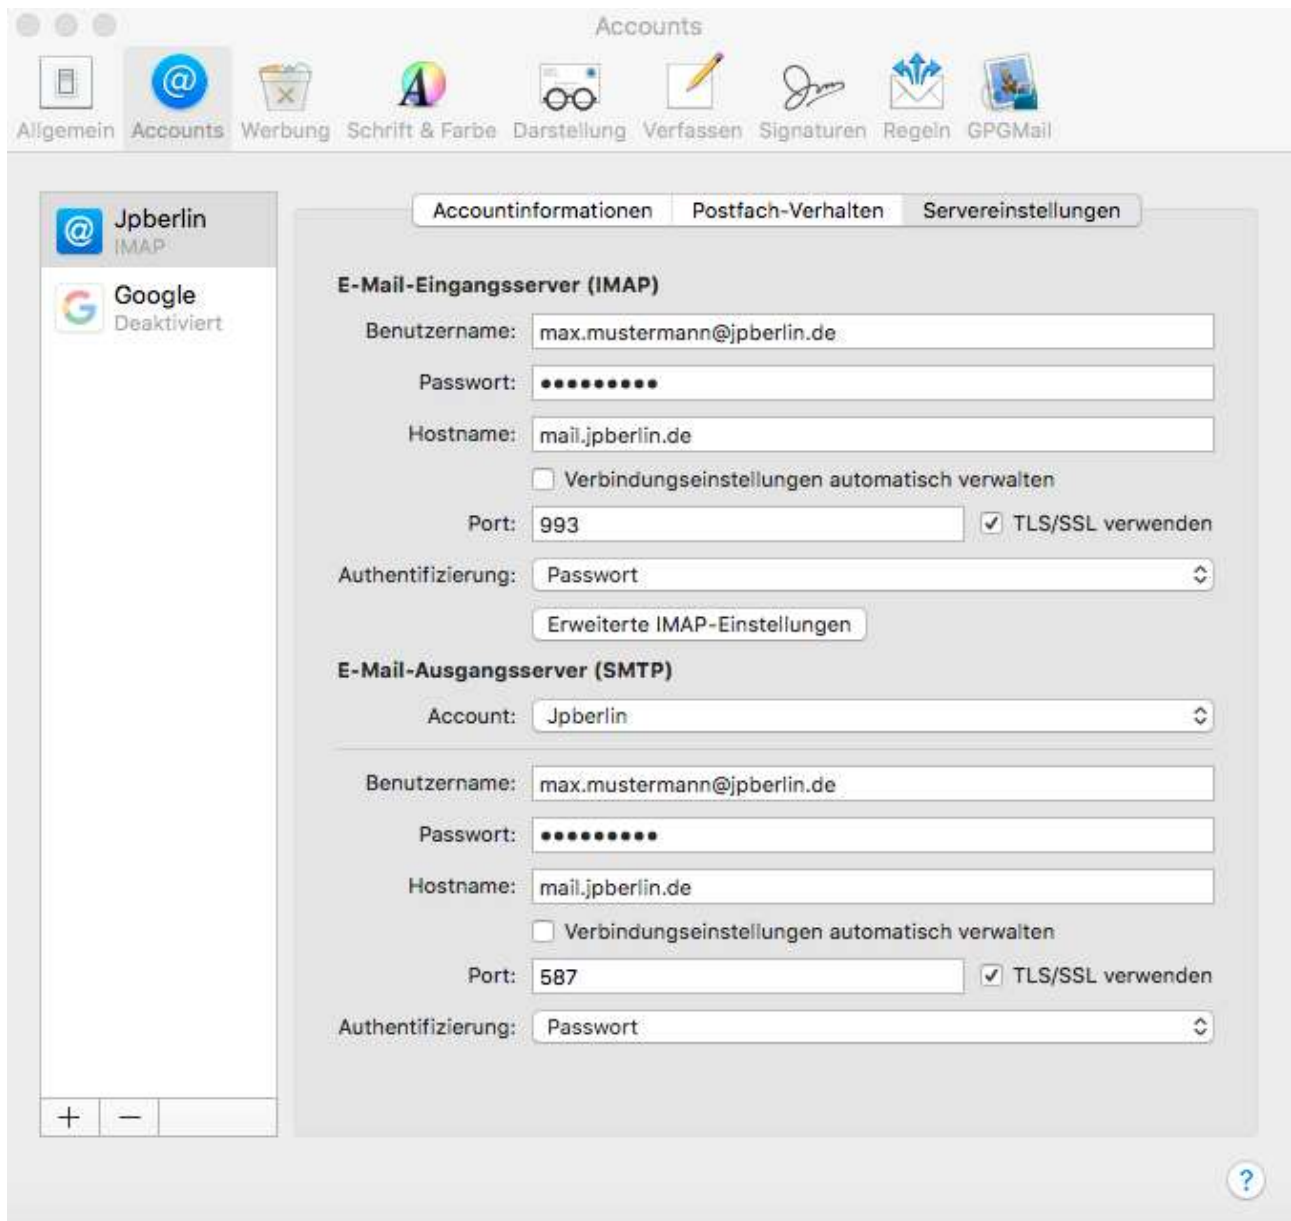 Accounts
Allgemein Accounts Werbung Schrift & Farbe Darstellung Verfassen Signaturen Regeln GPGMail
Jpberlin
IMAP
Google
Deaktiviert
Accountinformationen Postfach-Verhalten Servereinstellungen
E-Mail-Eingangsserver (IMAP)
Benutzername: max.mustermann@jpberlin.de
Passwort: •••••••••
Hostname: mail.jpberlin.de
Verbindungseinstellungen automatisch verwalten
Port: 993 TLS/SSL verwenden
Authentifizierung: Passwort
Erweiterte IMAP-Einstellungen
E-Mail-Ausgangsserver (SMTP)
Account: Jpberlin
Benutzername: max.mustermann@jpberlin.de
Passwort: •••••••••
Hostname: mail.jpberlin.de
Verbindungseinstellungen automatisch verwalten
Port: 587 TLS/SSL verwenden
Authentifizierung: Passwort
+ −
?